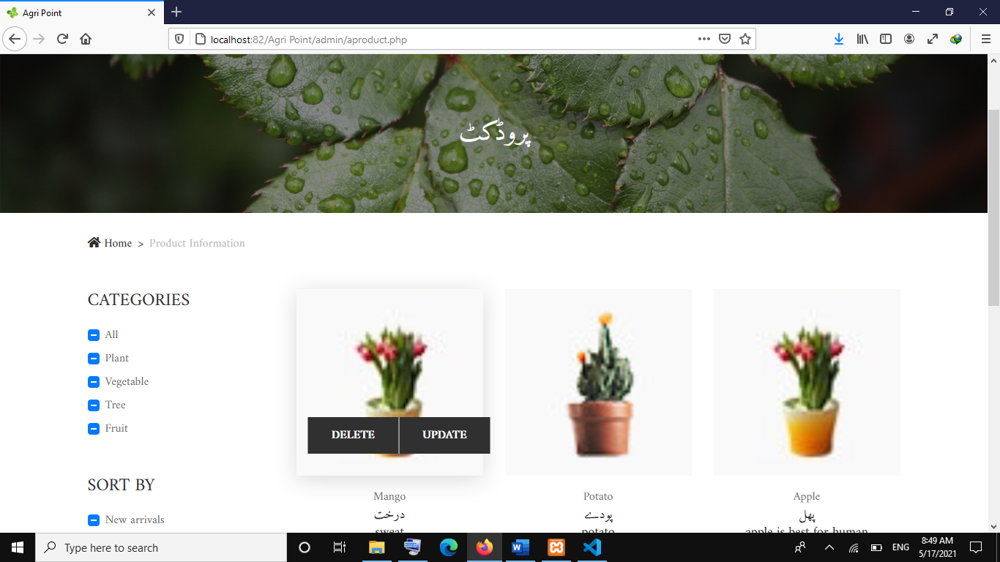 Agri Point
localhost:82/Agri Point/admin/aproduct.php
پروڈکٹ
Home > Product Information
CATEGORIES
All
Plant
Vegetable
Tree
Fruit
SORT BY
New arrivals
DELETE UPDATE
Mango
درخت
sweat
Potato
پودے
potato
Apple
پھل
apple is best for human
Type here to search
ENG
8:49 AM
5/17/2021